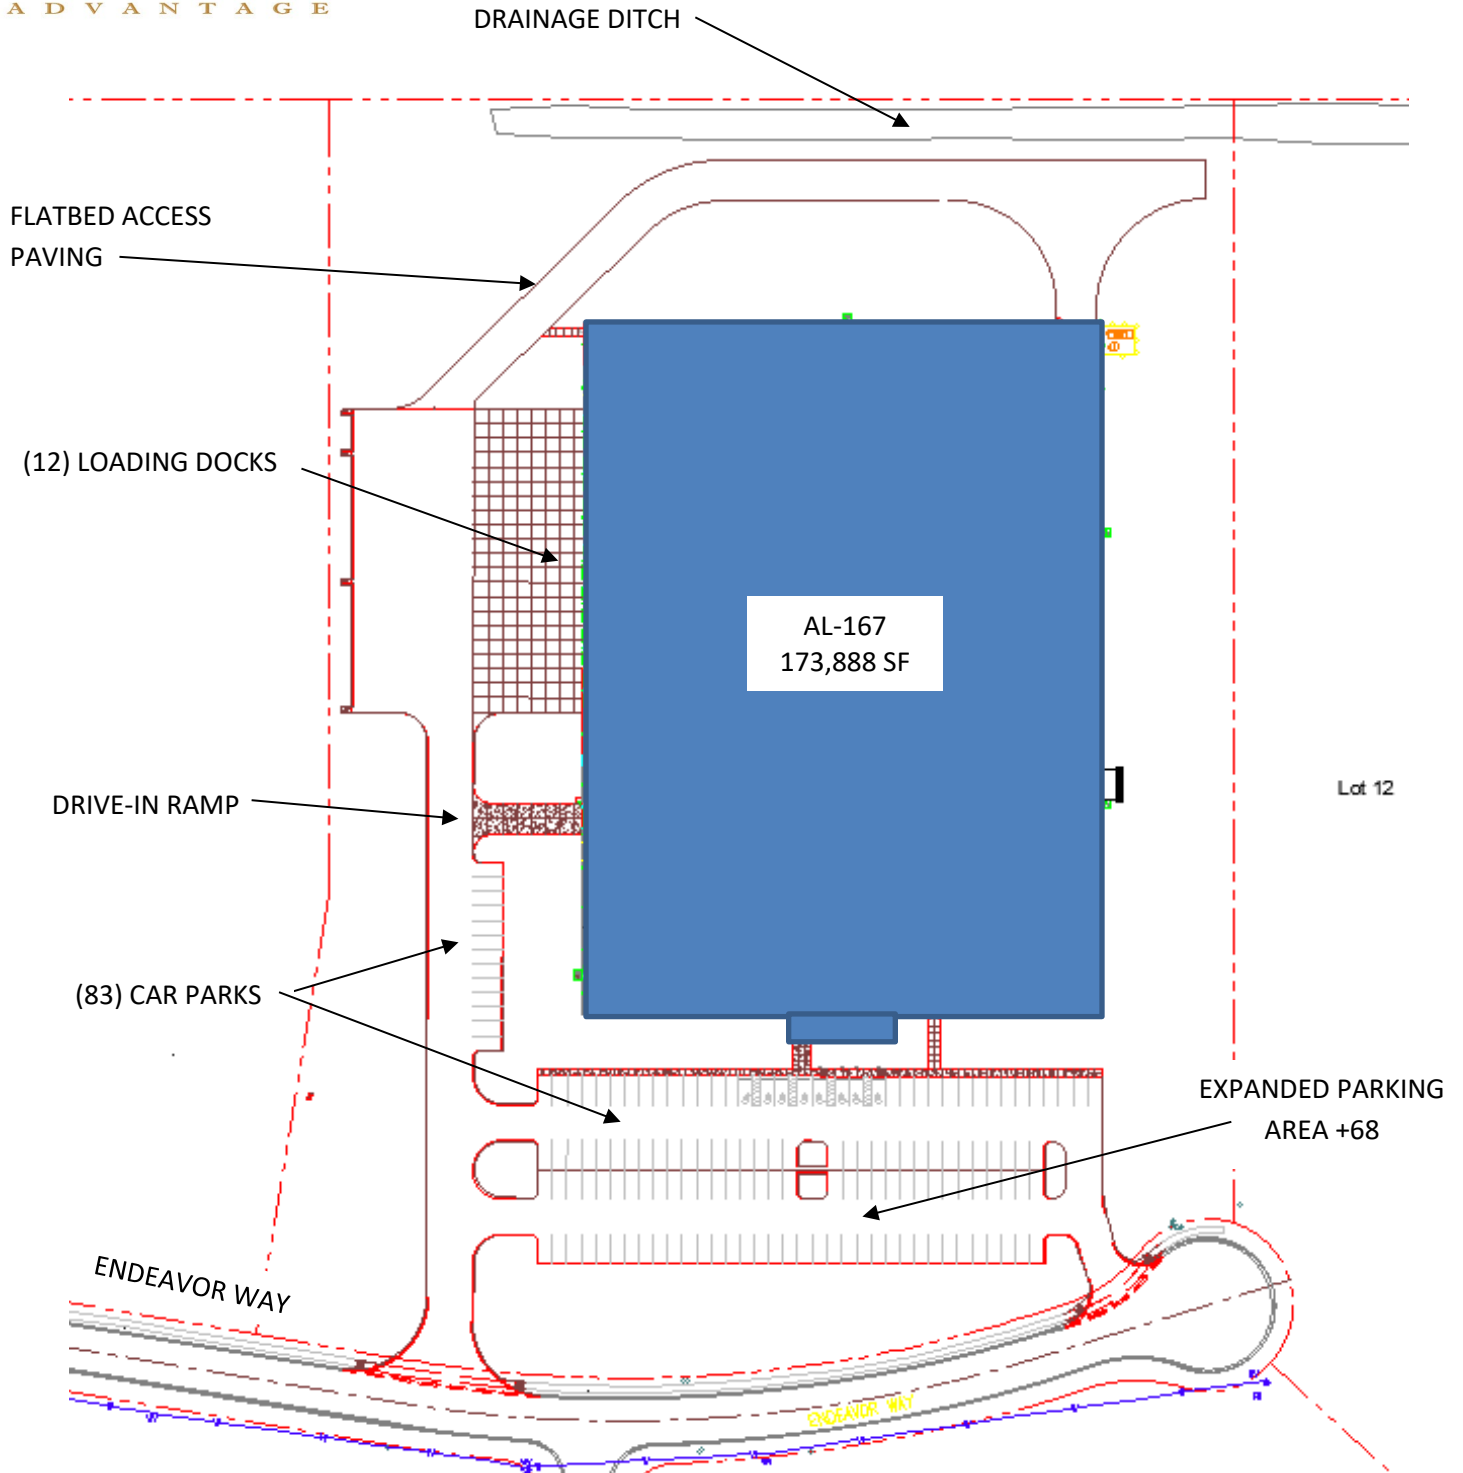 ADVANTAGE
DRAINAGE DITCH
FLATBED ACCESS
PAVING
(12) LOADING DOCKS
AL-167
173,888 SF
Lot 12
DRIVE-IN RAMP
(83) CAR PARKS
EXPANDED PARKING
AREA +68
ENDEAVOR WAY
ENDEAVOR WAY